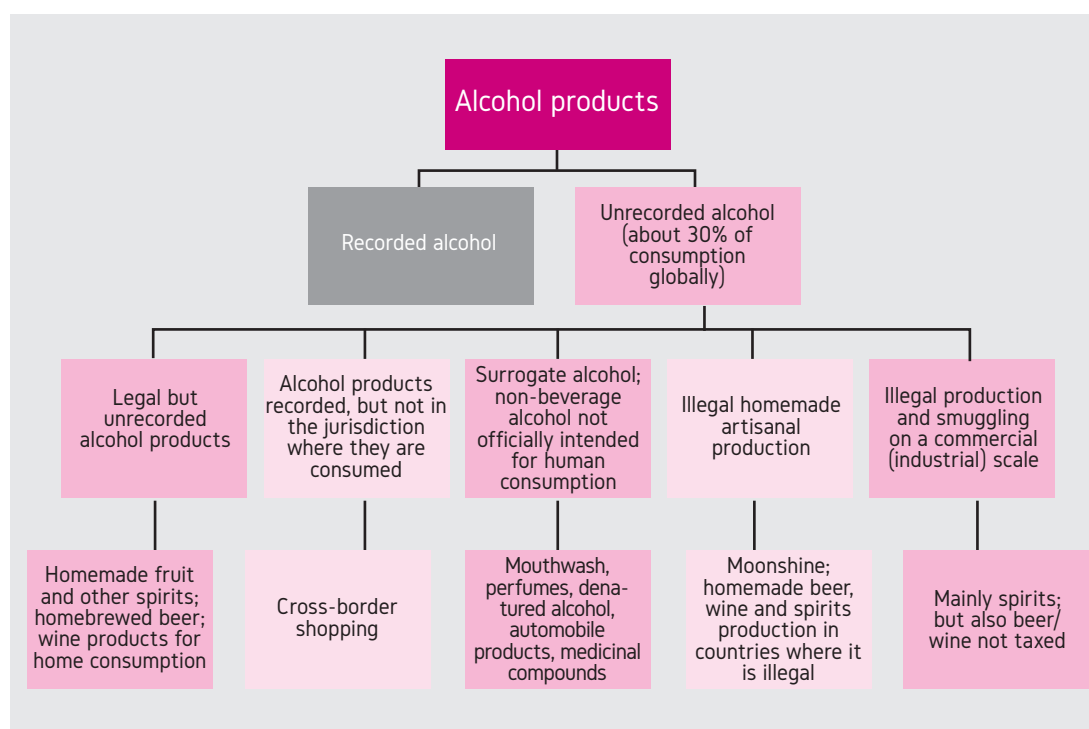 Alcohol products
Recorded alcohol
Unrecorded alcohol
(about 30% of
consumption
globally)
Legal but
unrecorded
alcohol products
Alcohol products
recorded, but not in
the jurisdiction
where they are
consumed
Surrogate alcohol;
non-beverage
alcohol not
officially intended
for human
consumption
Illegal homemade
artisanal
production
Illegal production
and smuggling
on a commercial
(industrial) scale
Homemade fruit
and other spirits;
homebrewed beer;
wine products for
home consumption
Cross-border
shopping
Mouthwash,
perfumes, dena-
tured alcohol,
automobile
products, medicinal
compounds
Moonshine;
homemade beer,
wine and spirits
production in
countries where it
is illegal
Mainly spirits;
but also beer/
wine not taxed